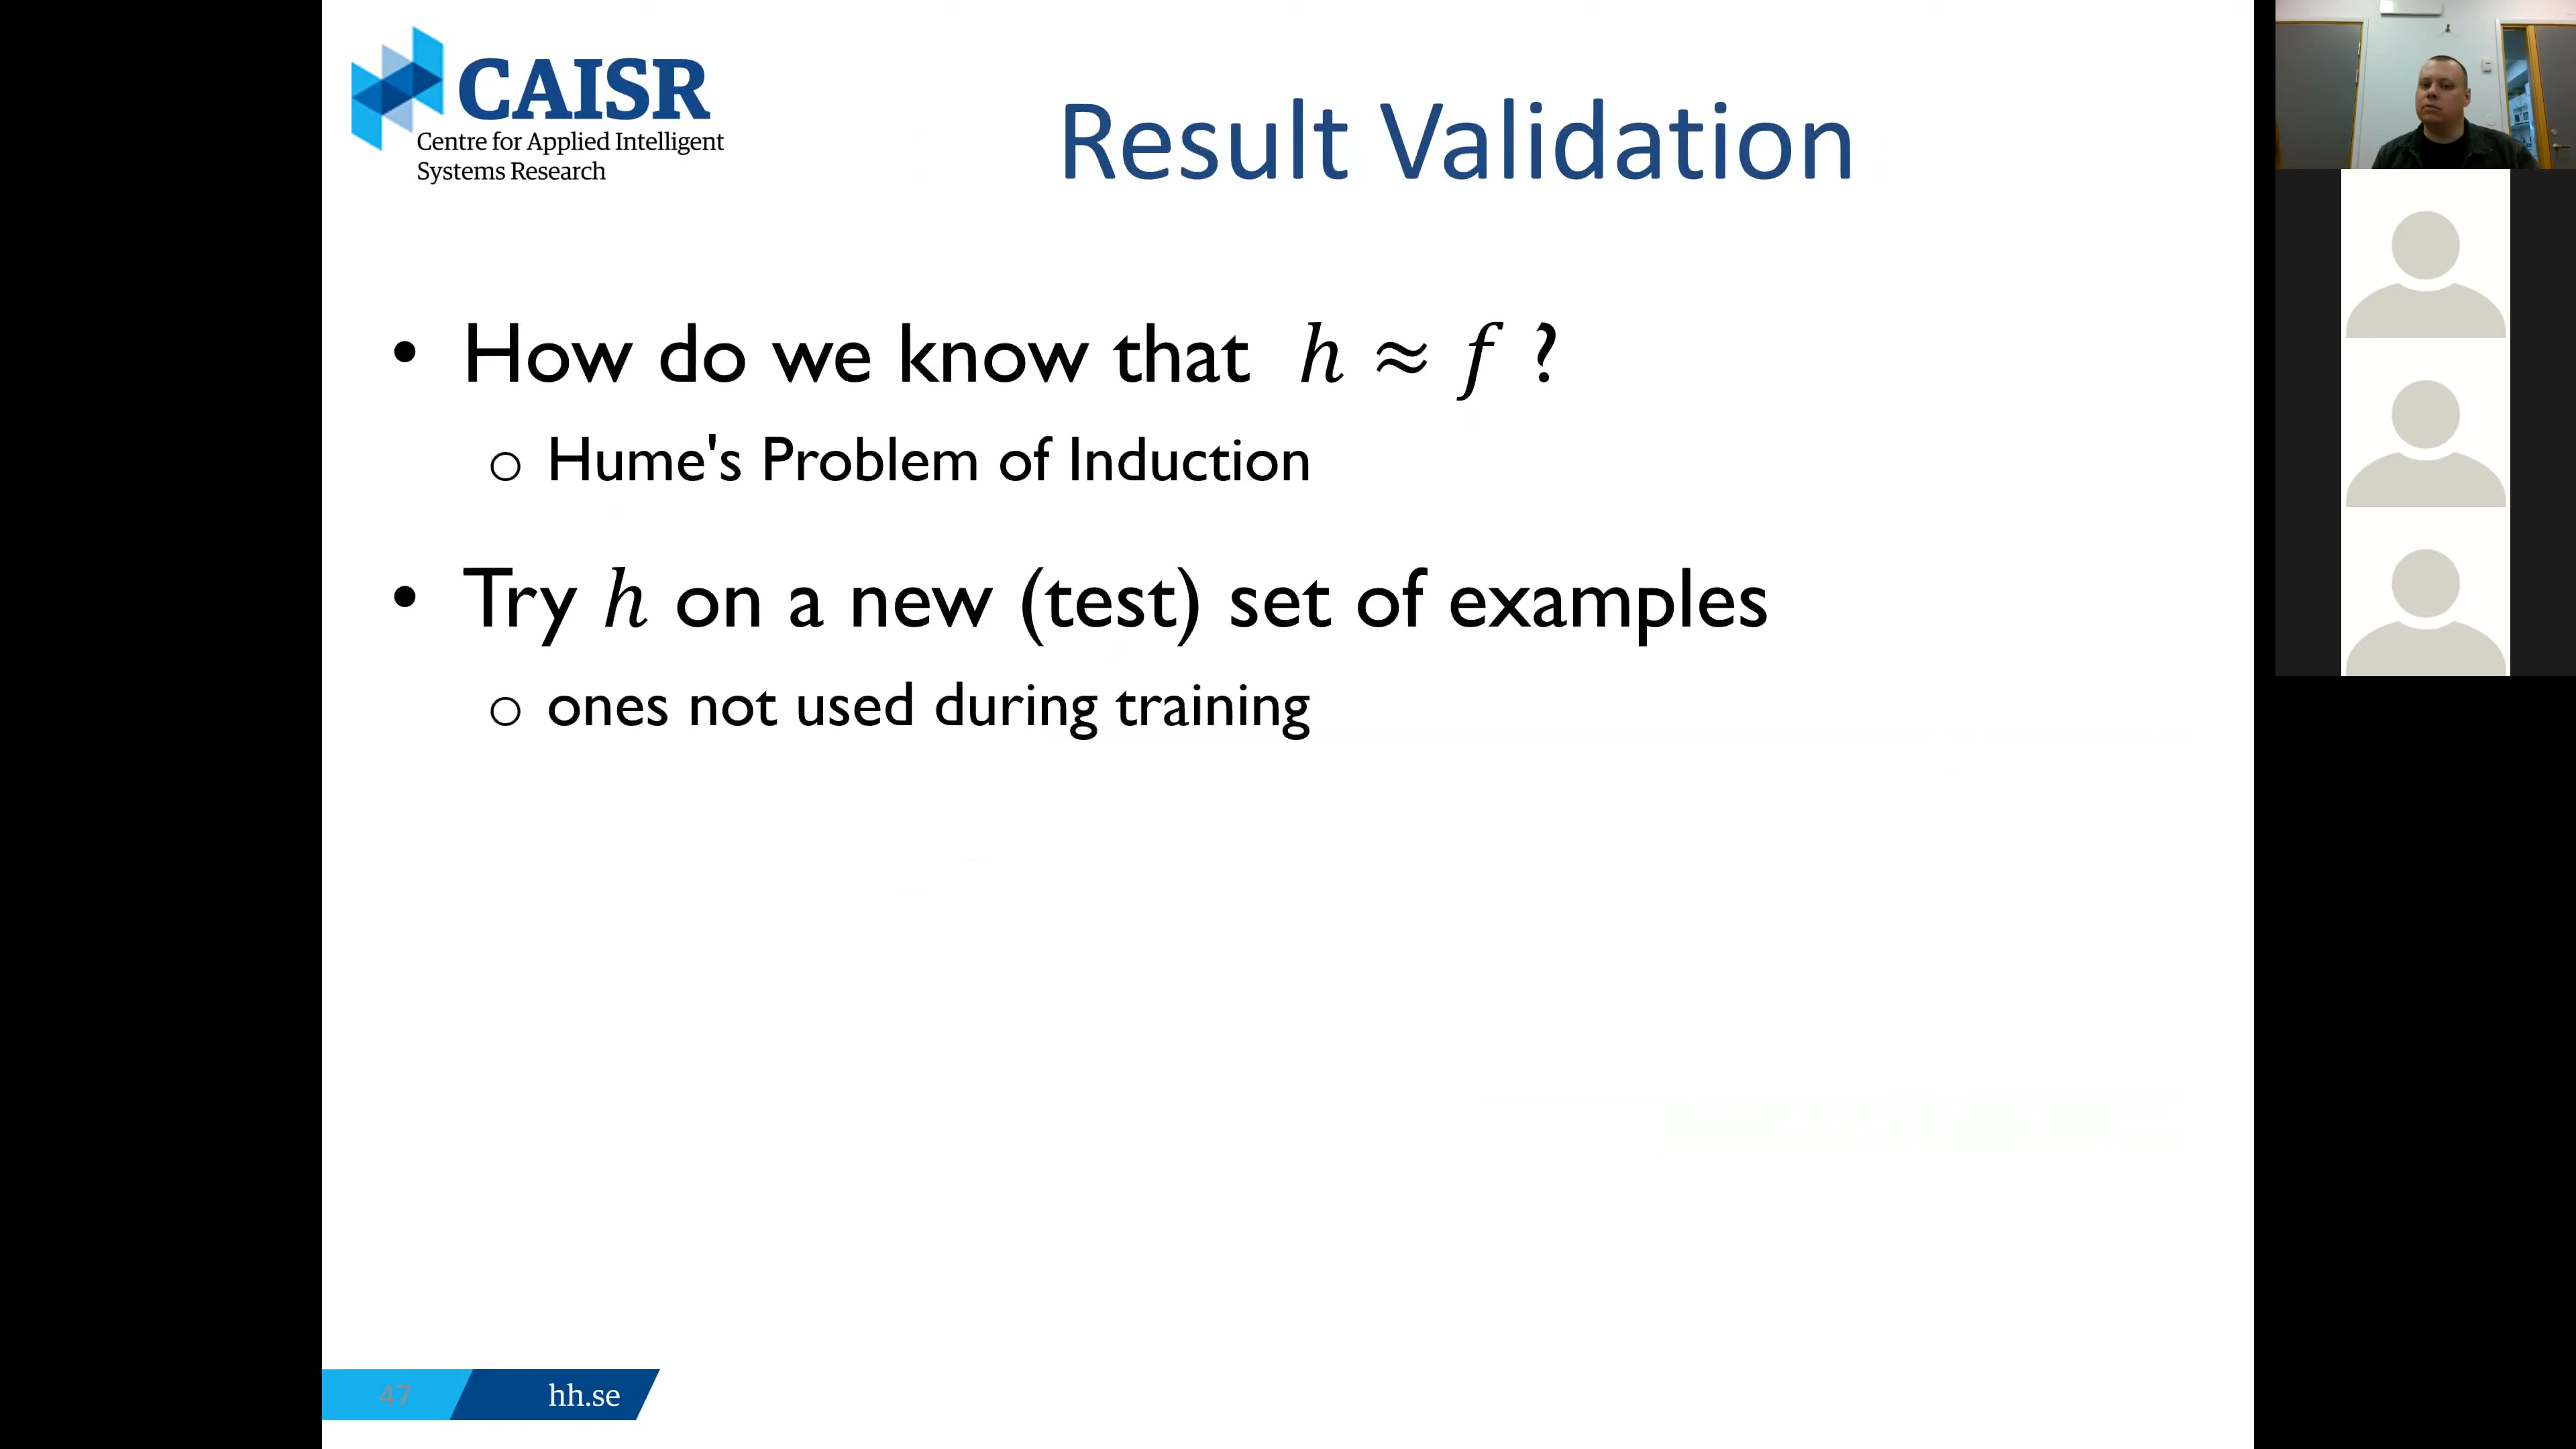 CAISR
Centre for Applied Intelligent
Systems Research
Result Validation
• How do we know that h ≈ f ?
o Hume's Problem of Induction
• Try h on a new (test) set of examples
o ones not used during training
47
hh.se